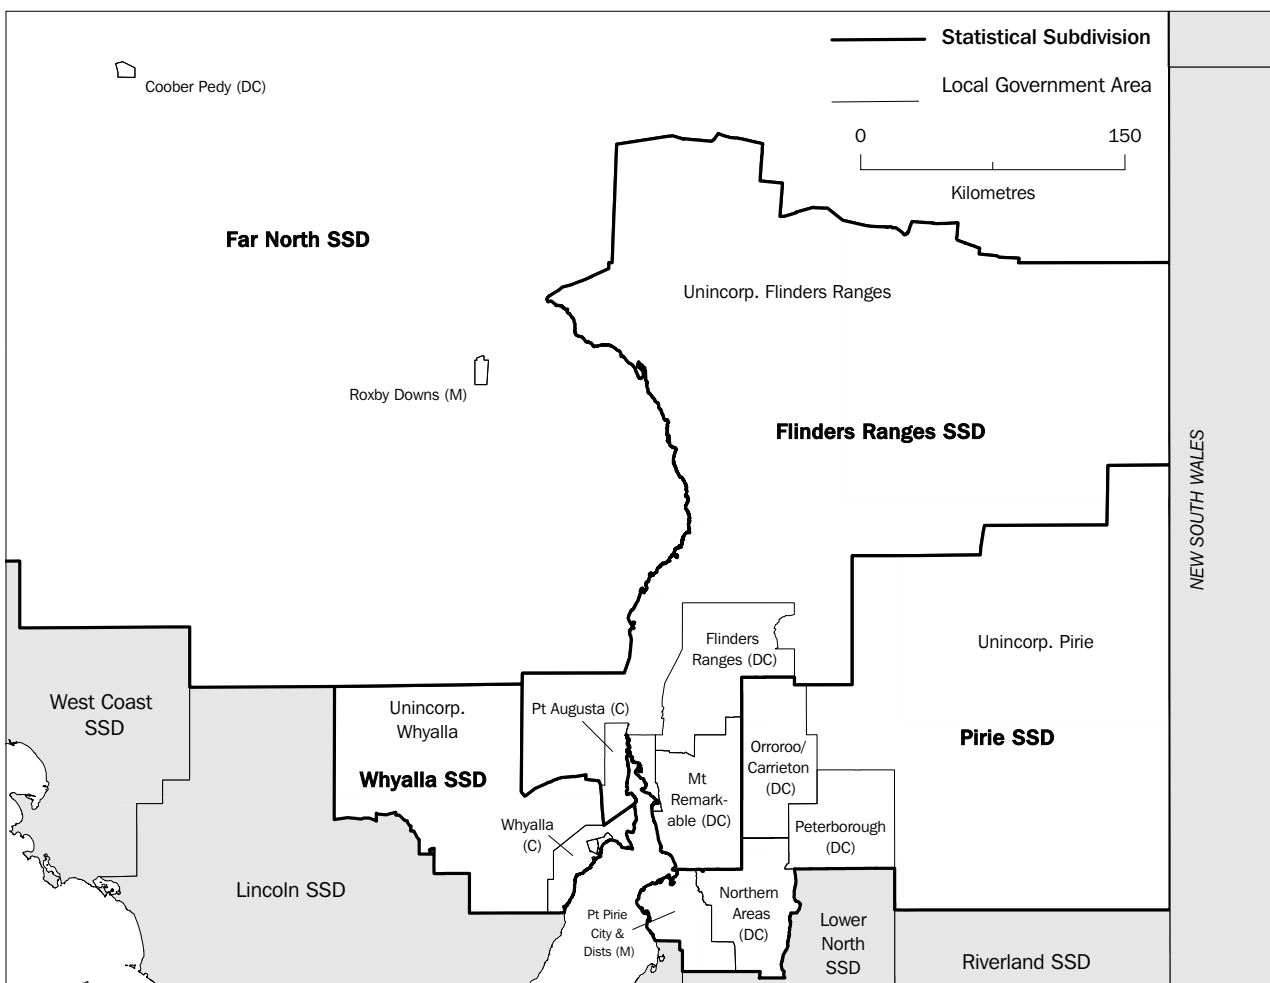 Statistical Subdivision
Coober Pedy (DC)
Local Government Area
0 150
Kilometres
Far North SSD
Unincorp. Flinders Ranges
Roxby Downs (M)
Flinders Ranges SSD
NEW SOUTH WALES
Flinders
Ranges (DC)
Unincorp. Pirie
West Coast
SSD
Unincorp.
Whyalla
Pt Augusta (C)
Whyalla SSD
Orroroo/
Carrieton
(DC)
Pirie SSD
Mt
Remark-
able (DC)
Whyalla
(C)
Peterborough
(DC)
Lincoln SSD
Northern
Areas
(DC)
Pt Pirie
City &
Dists (M)
Lower
North
SSD
Riverland SSD